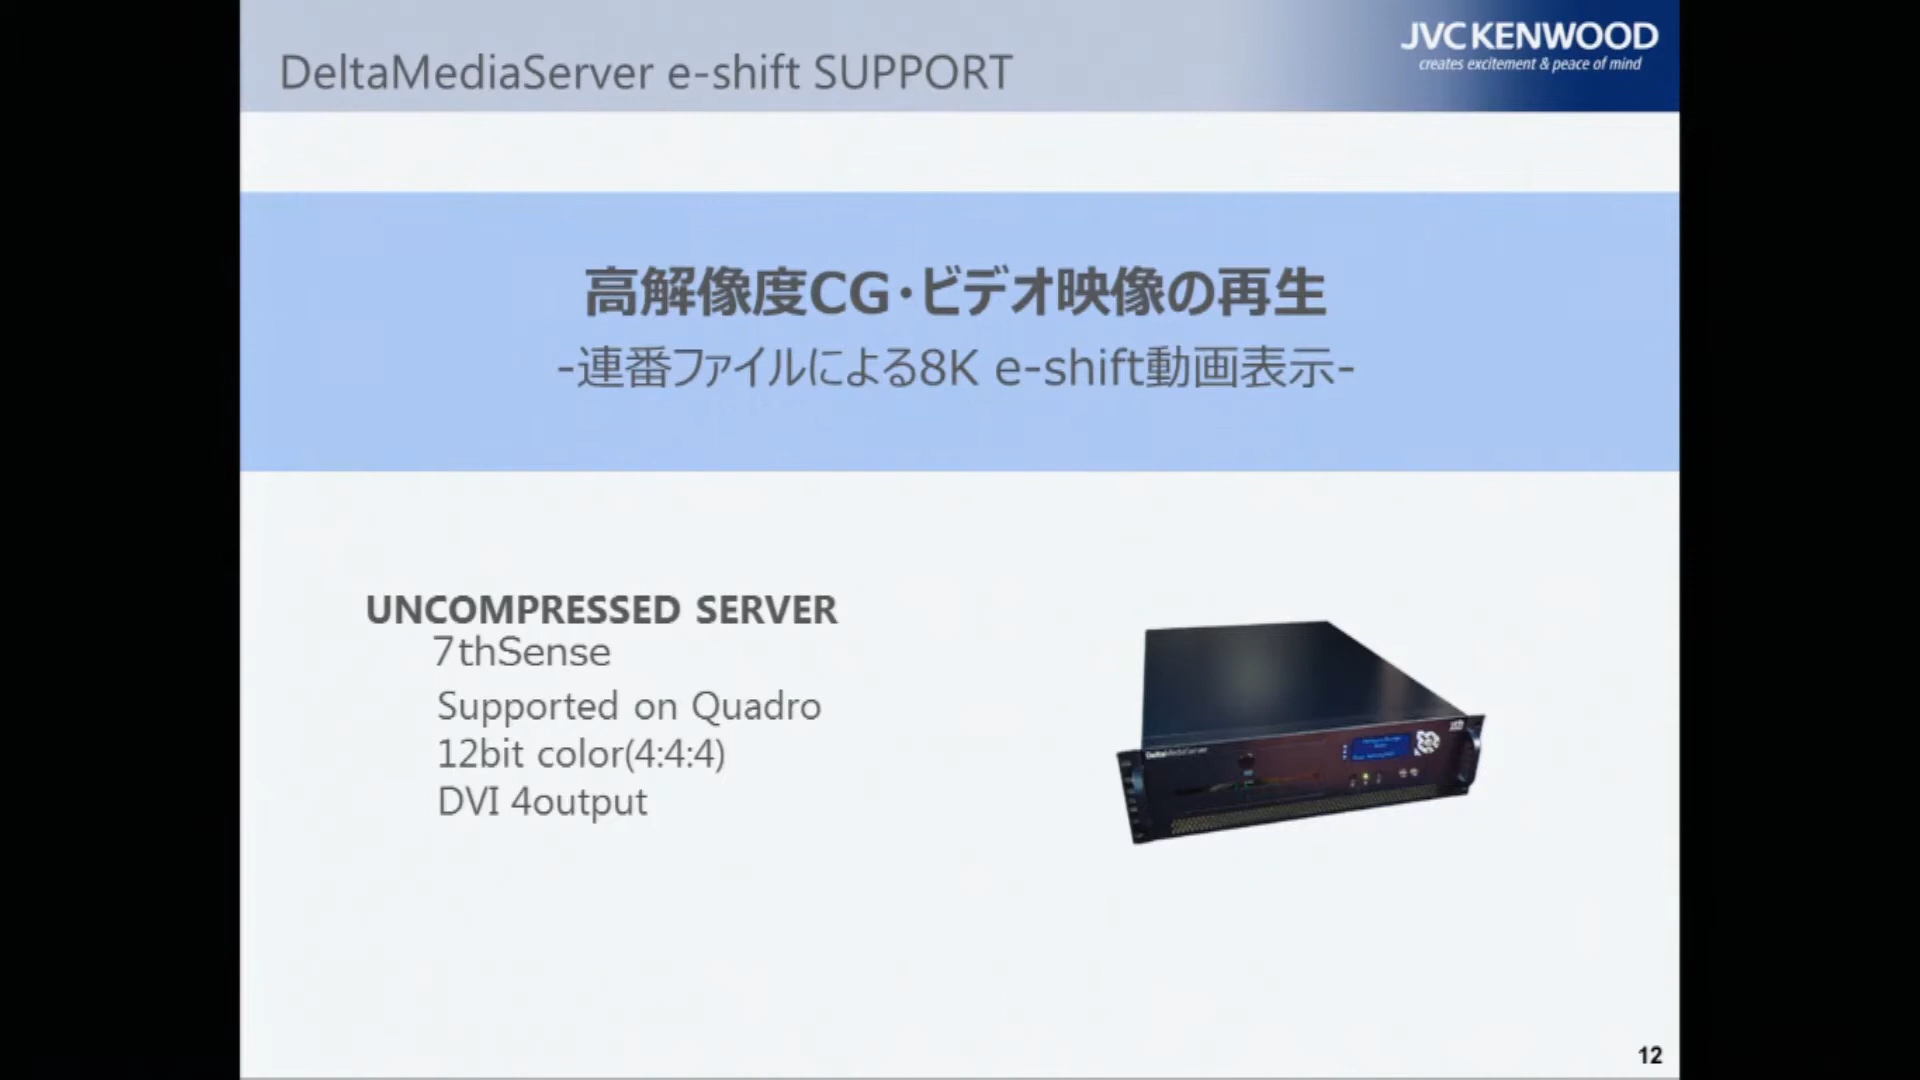 DeltaMediaServer e-shift SUPPORT
JVCKENWOOD
creates excitement & peace of mind
高解像度CG・ビデオ映像の再生
-連番ファイルによる8K e-shift動画表示-
UNCOMPRESSED SERVER
7thSense
Supported on Quadro
12bit color(4:4:4)
DVI 4output
DeltaMediaServer
12